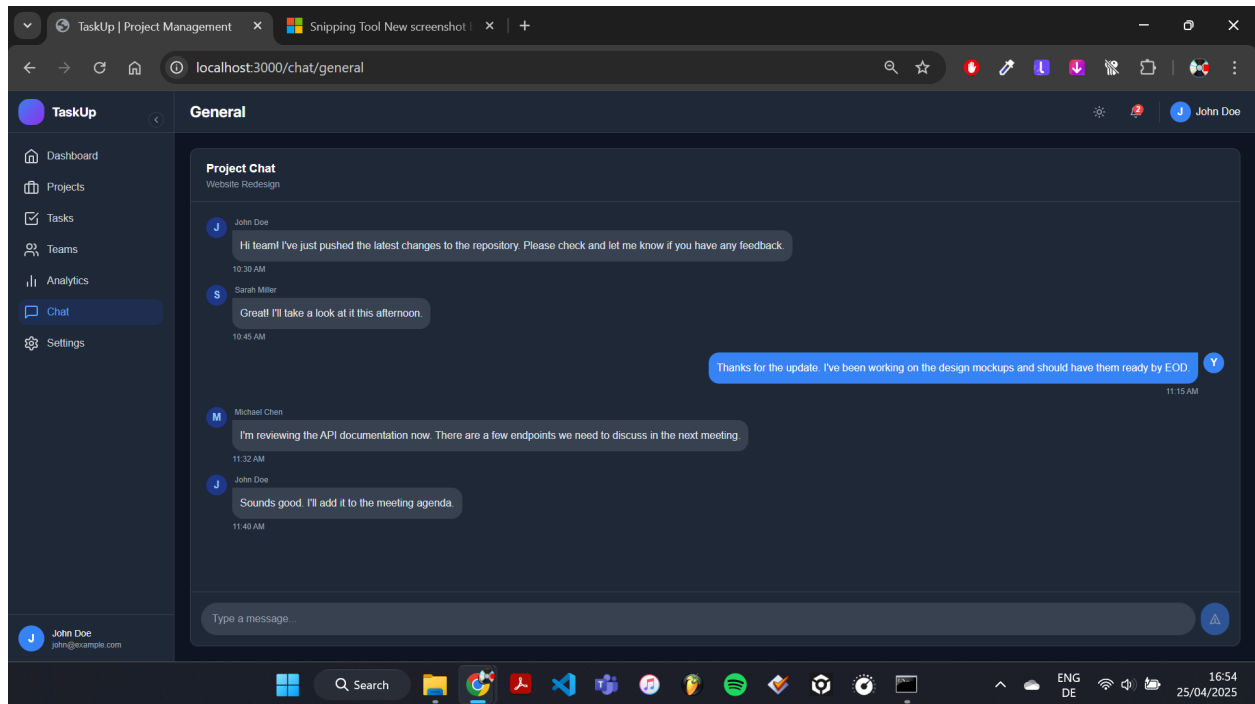 TaskUp | Project Management
Snipping Tool New screenshot
localhost:3000/chat/general
TaskUp
General
2
J
John Doe
Dashboard
Projects
Tasks
Teams
Analytics
Chat
Settings
Project Chat
Website Redesign
John Doe
J
Hi team! I've just pushed the latest changes to the repository. Please check and let me know if you have any feedback.
10:30 AM
Sarah Miller
S
Great! I'll take a look at it this afternoon.
10:45 AM
Thanks for the update. I've been working on the design mockups and should have them ready by EOD.
Y
11:15 AM
Michael Chen
M
I'm reviewing the API documentation now. There are a few endpoints we need to discuss in the next meeting.
11:32 AM
John Doe
J
Sounds good. I'll add it to the meeting agenda.
11:40 AM
Type a message...
J
John Doe
john@example.com
Search
ENG
DE
16:54
25/04/2025